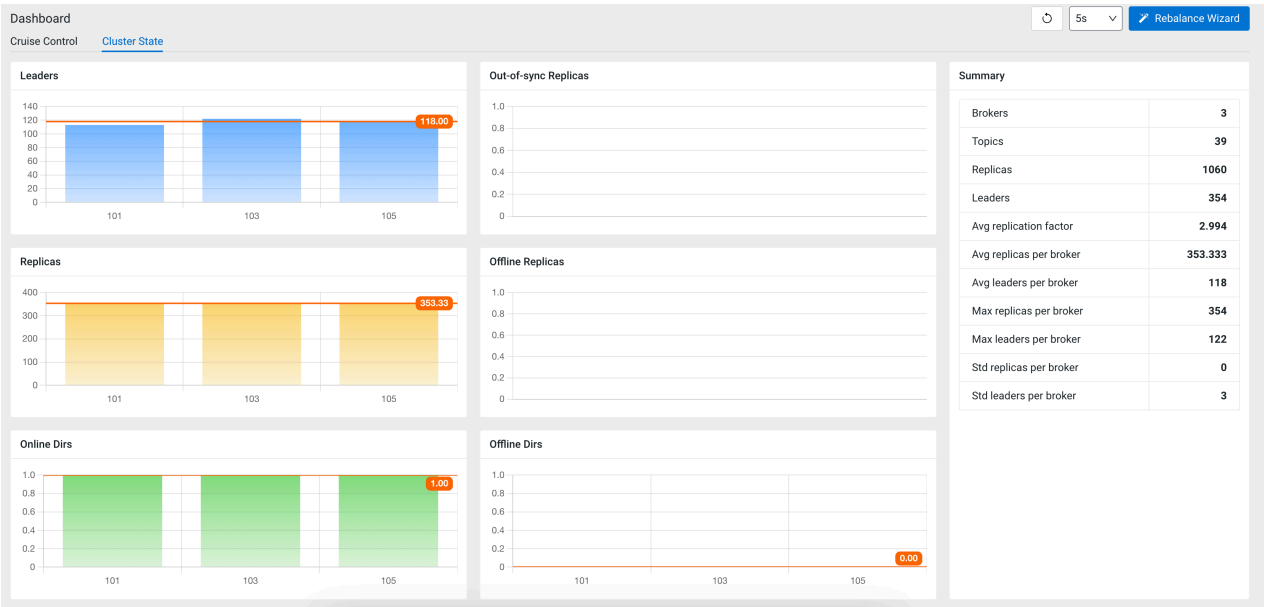 Dashboard
5s
Rebalance Wizard
Cruise Control Cluster State
Leaders
140
120
100
80
60
40
20
0
118.00
101 103 105
Out-of-sync Replicas
1.0
0.8
0.6
0.4
0.2
0
Replicas
400
300
200
100
0
353.33
101 103 105
Offline Replicas
1.0
0.8
0.6
0.4
0.2
0
Online Dirs
1.0
0.8
0.6
0.4
0.2
0
1.00
101 103 105
Offline Dirs
1.0
0.8
0.6
0.4
0.2
0
0.00
101 103 105
Summary
Brokers 3
Topics 39
Replicas 1060
Leaders 354
Avg replication factor 2.994
Avg replicas per broker 353.333
Avg leaders per broker 118
Max replicas per broker 354
Max leaders per broker 122
Std replicas per broker 0
Std leaders per broker 3